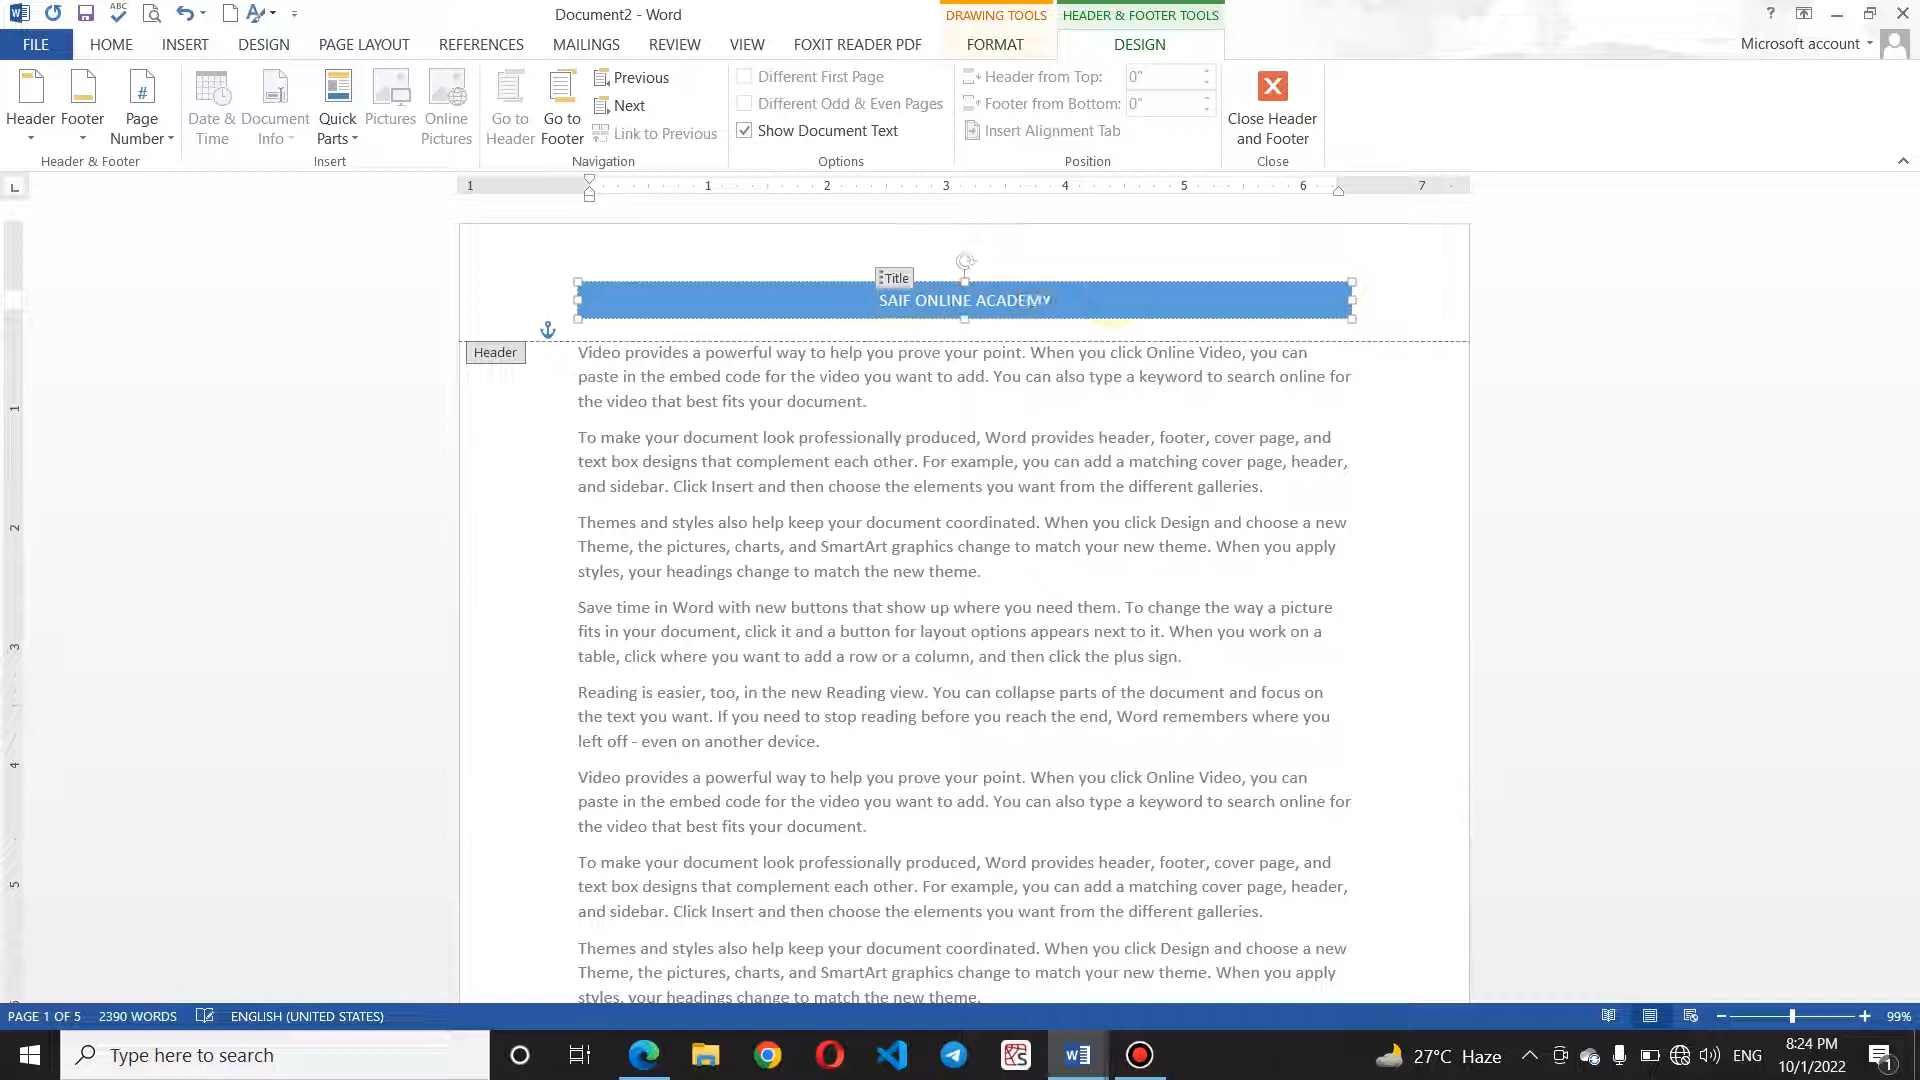 Document2 - Word
DRAWING TOOLS
HEADER & FOOTER TOOLS
?
FILE
HOME
INSERT
DESIGN
PAGE LAYOUT
REFERENCES
MAILINGS
REVIEW
VIEW
FOXIT READER PDF
FORMAT
DESIGN
Microsoft account
Header
Footer
Page Number
Date & Time
Document Info
Quick Parts
Pictures
Online Pictures
Go to Header
Go to Footer
Previous
Next
Link to Previous
Different First Page
Different Odd & Even Pages
Show Document Text
Header from Top: 0"
Footer from Bottom: 0"
Insert Alignment Tab
Close Header and Footer
Header & Footer
Insert
Navigation
Options
Position
Close
1 1 2 3 4 5 6 7
Title
SAIF ONLINE ACADEMY
Header
Video provides a powerful way to help you prove your point. When you click Online Video, you can
paste in the embed code for the video you want to add. You can also type a keyword to search online for
the video that best fits your document.
To make your document look professionally produced, Word provides header, footer, cover page, and
text box designs that complement each other. For example, you can add a matching cover page, header,
and sidebar. Click Insert and then choose the elements you want from the different galleries.
Themes and styles also help keep your document coordinated. When you click Design and choose a new
Theme, the pictures, charts, and SmartArt graphics change to match your new theme. When you apply
styles, your headings change to match the new theme.
Save time in Word with new buttons that show up where you need them. To change the way a picture
fits in your document, click it and a button for layout options appears next to it. When you work on a
table, click where you want to add a row or a column, and then click the plus sign.
Reading is easier, too, in the new Reading view. You can collapse parts of the document and focus on
the text you want. If you need to stop reading before you reach the end, Word remembers where you
left off - even on another device.
Video provides a powerful way to help you prove your point. When you click Online Video, you can
paste in the embed code for the video you want to add. You can also type a keyword to search online for
the video that best fits your document.
To make your document look professionally produced, Word provides header, footer, cover page, and
text box designs that complement each other. For example, you can add a matching cover page, header,
and sidebar. Click Insert and then choose the elements you want from the different galleries.
Themes and styles also help keep your document coordinated. When you click Design and choose a new
Theme, the pictures, charts, and SmartArt graphics change to match your new theme. When you apply
styles, your headings change to match the new theme.
1
2
3
4
5
PAGE 1 OF 5
2390 WORDS
ENGLISH (UNITED STATES)
99%
Type here to search
27°C Haze
ENG
8:24 PM
10/1/2022
1